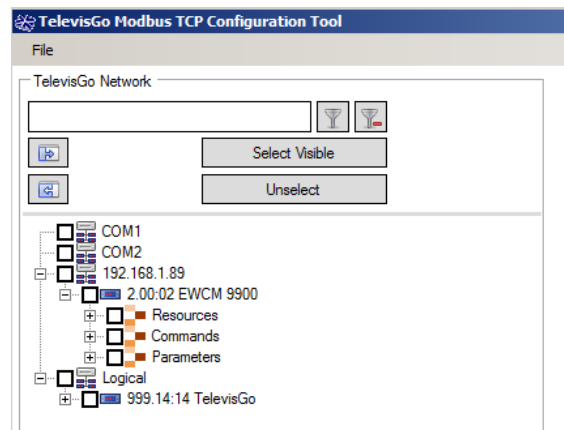 TelevisGo Modbus TCP Configuration Tool
File
TelevisGo Network
Select Visible
Unselect
COM1
COM2
192.168.1.89
2.00:02 EWCM 9900
Resources
Commands
Parameters
Logical
999.14:14 TelevisGo